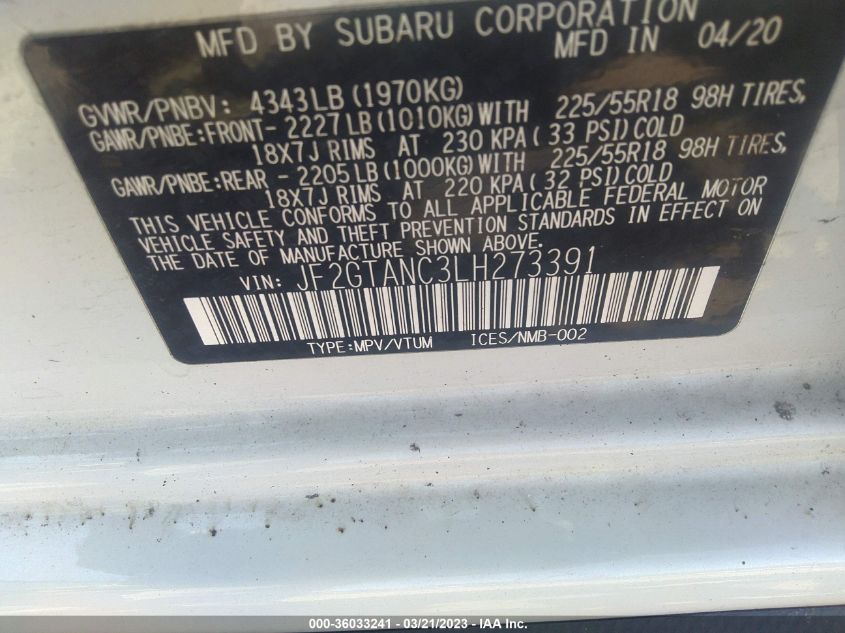 MFD BY SUBARU CORPORATION
MFD IN 04/20
GVWR/PNBV: 4343LB (1970KG)
GAWR/PNBE:FRONT- 2227LB(1010KG)WITH 225/55R18 98H TIRES,
18X7J RIMS AT 230 KPA( 33 PSI)COLD
GAWR/PNBE:REAR - 2205LB(1000KG)WITH 225/55R18 98H TIRES,
18X7J RIMS AT 220 KPA( 32 PSI)COLD
THIS VEHICLE CONFORMS TO ALL APPLICABLE FEDERAL MOTOR
VEHICLE SAFETY AND THEFT PREVENTION STANDARDS IN EFFECT ON
THE DATE OF MANUFACTURE SHOWN ABOVE.
VIN: JF2GTANC3LH273391
TYPE:MPV/VTUM ICES/NMB-002
000-36033241 - 03/21/2023 - IAA Inc.